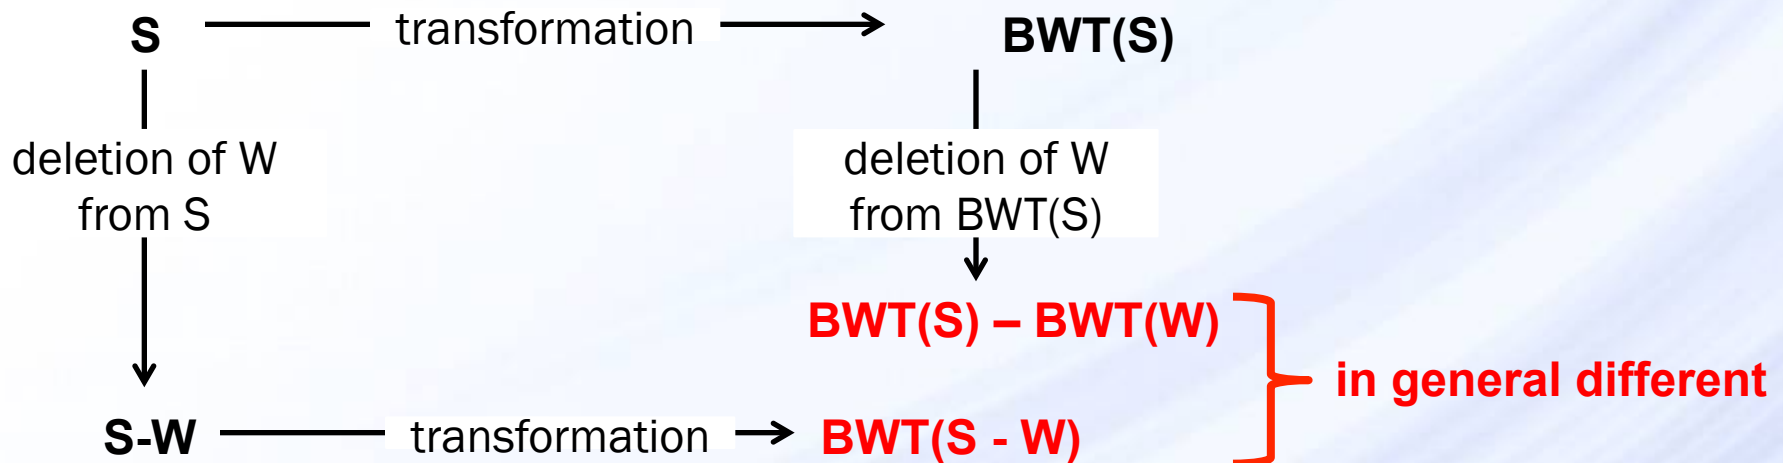 S transformation BWT(S)
deletion of W
from S
deletion of W
from BWT(S)
BWT(S) – BWT(W)
in general different
S-W transformation BWT(S - W)